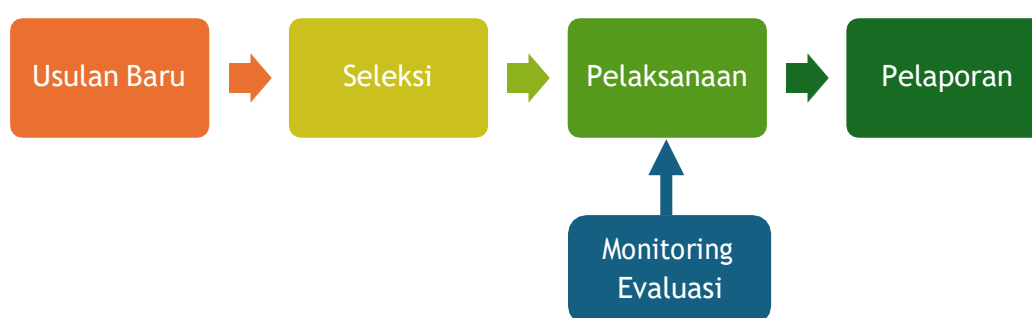 Usulan Baru
Seleksi
Pelaksanaan
Pelaporan
Monitoring
Evaluasi